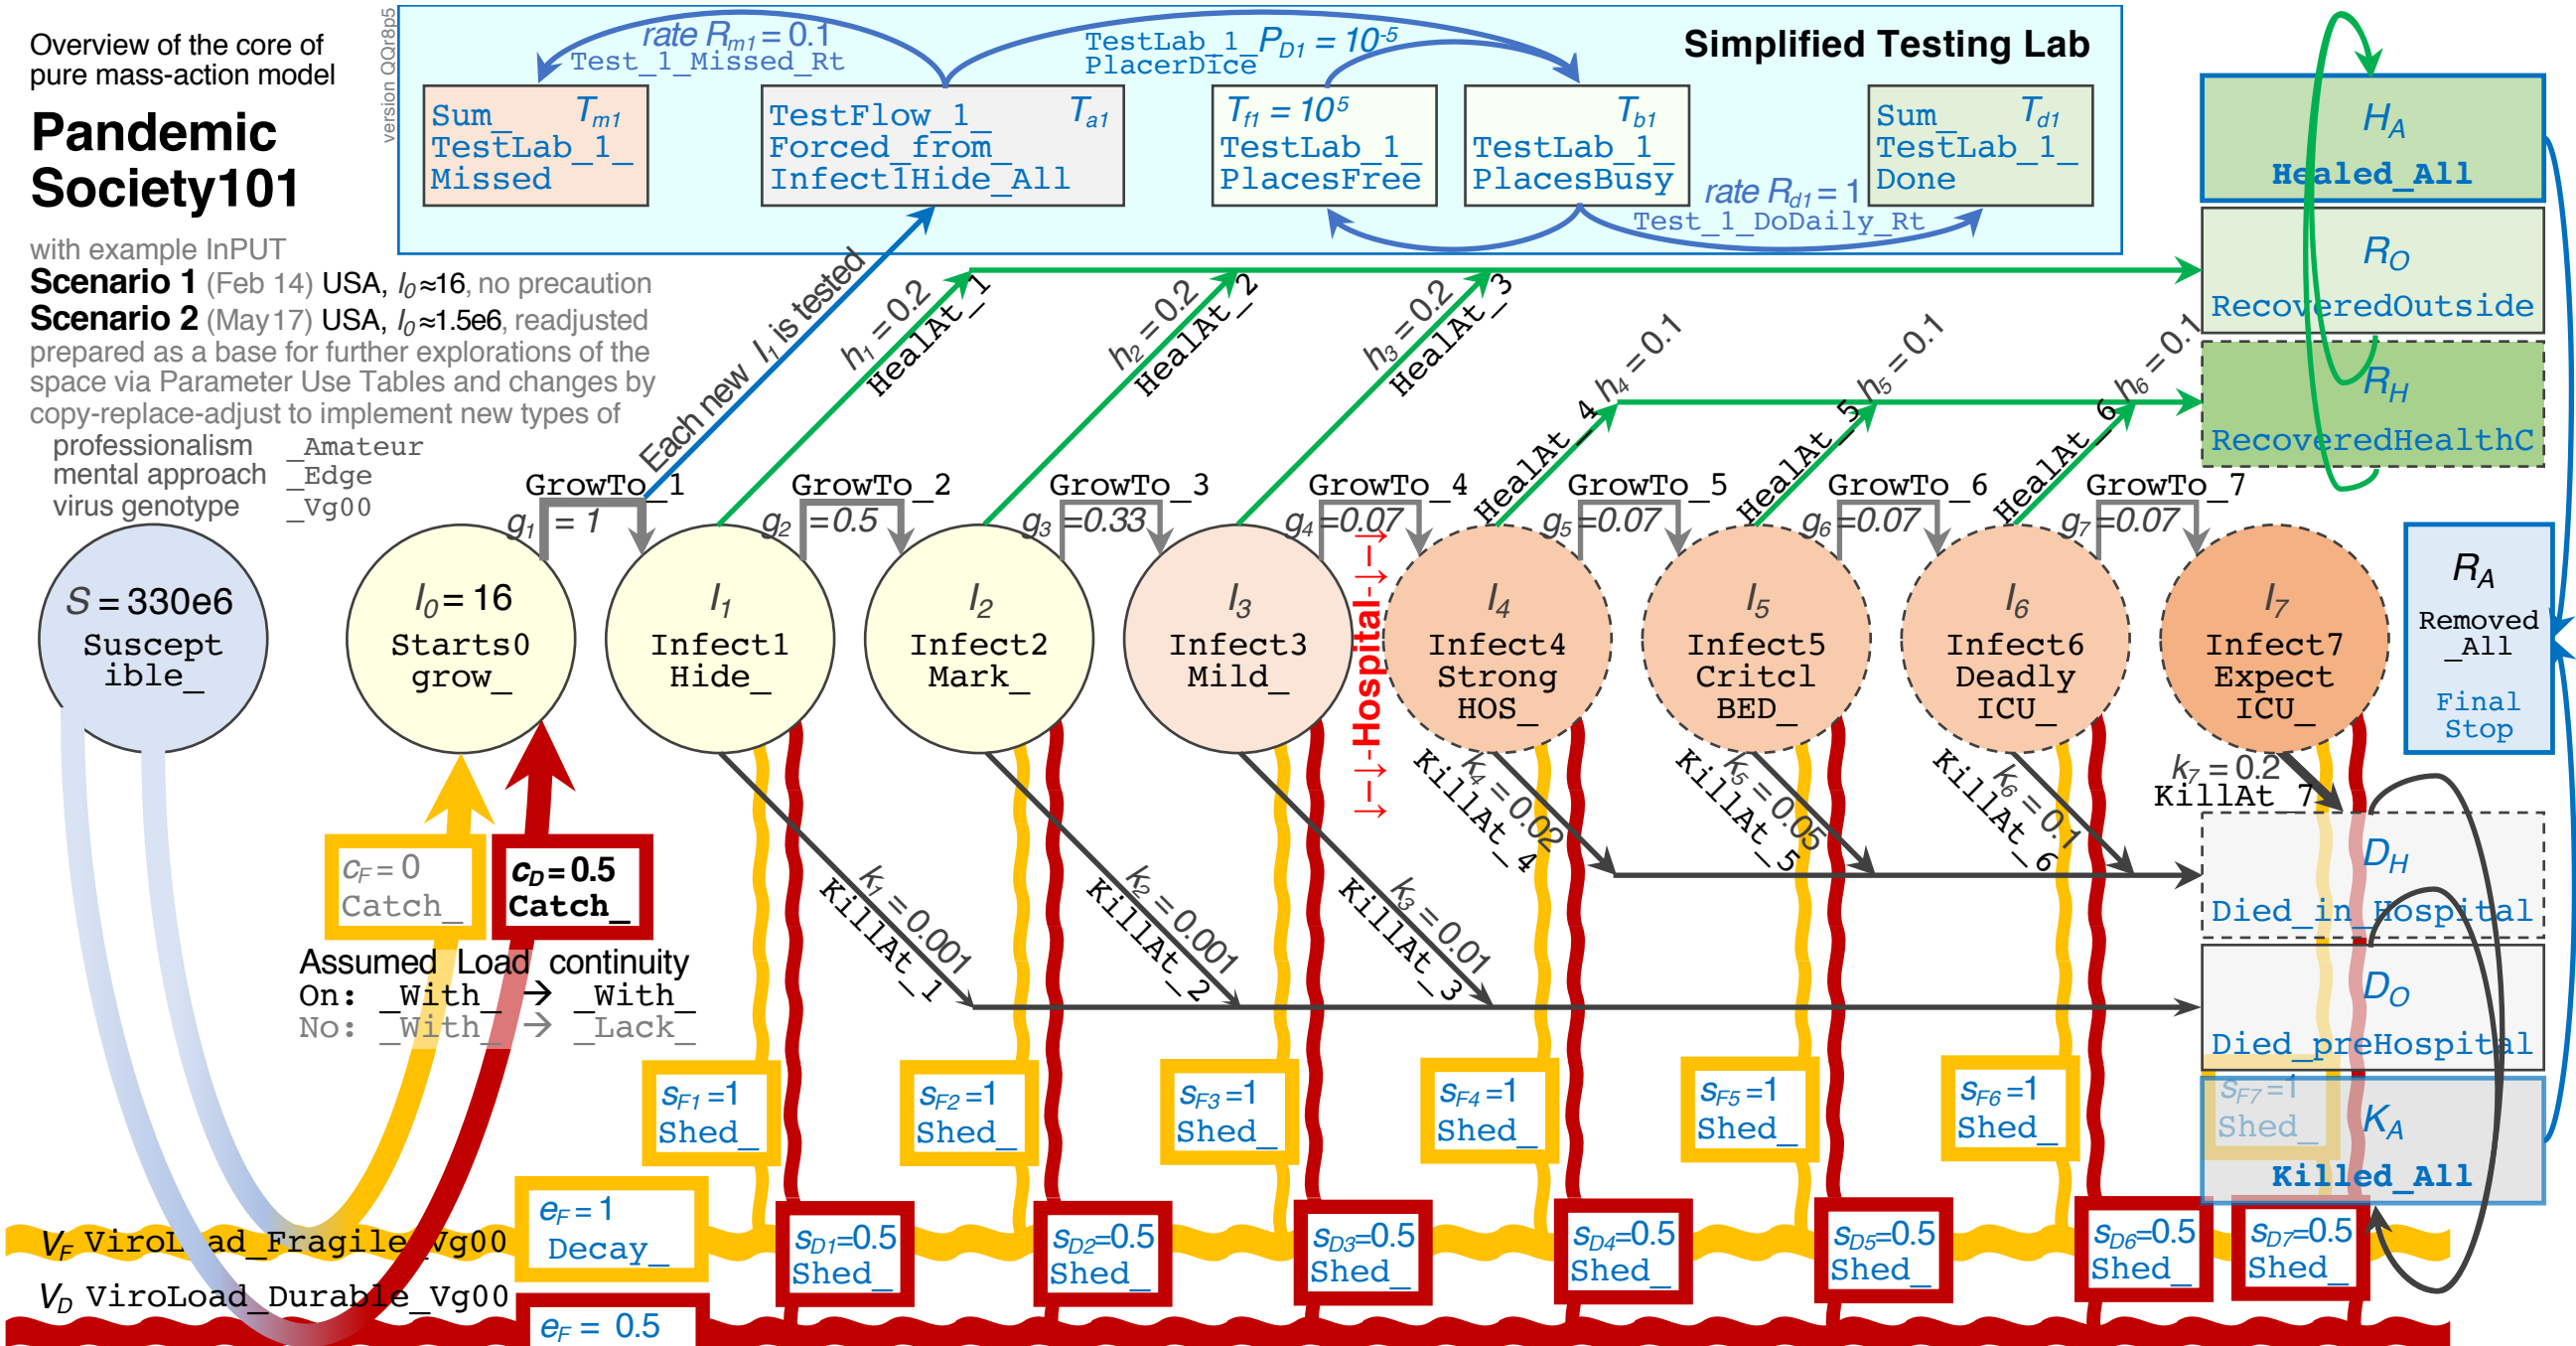 Overview of the core of
pure mass-action model
Pandemic
Society101
with example InPUT
Scenario 1 (Feb 14) USA, I0≈16, no precaution
Scenario 2 (May17) USA, I0≈1.5e6, readjusted
prepared as a base for further explorations of the
space via Parameter Use Tables and changes by
copy-replace-adjust to implement new types of
professionalism _Amateur
mental approach _Edge
virus genotype _Vg00
version QQr8p5
Simplified Testing Lab
rate Rm1 = 0.1
Test_1_Missed_Rt
TestLab_1_ PD1 = 10-5
PlacerDice
Sum_ Tm1
TestLab_1_
Missed
TestFlow_1_ Ta1
Forced_from_
Infect1Hide_All
Tf1 = 105
TestLab_1_
PlacesFree
Tb1
TestLab_1_
PlacesBusy
rate Rd1 = 1
Test_1_DoDaily_Rt
Sum_ Td1
TestLab_1_
Done
HA
Healed_All
RO
RecoveredOutside
RH
RecoveredHealthC
Each new I1 is tested
h1 = 0.2
HealAt_1
h2 = 0.2
HealAt_2
h3 = 0.2
HealAt_3
h4 = 0.1
HealAt_4
h5 = 0.1
HealAt_5
h6 = 0.1
HealAt_6
GrowTo_1
g1 = 1
GrowTo_2
g2 =0.5
GrowTo_3
g3 =0.33
GrowTo_4
g4 =0.07
GrowTo_5
g5 =0.07
GrowTo_6
g6 =0.07
GrowTo_7
g7 =0.07
S = 330e6
Suscept
ible_
I0 = 16
Starts0
grow_
I1
Infect1
Hide_
I2
Infect2
Mark_
I3
Infect3
Mild_
Hospital
I4
Infect4
Strong
HOS_
I5
Infect5
Critcl
BED_
I6
Infect6
Deadly
ICU_
I7
Infect7
Expect
ICU_
RA
Removed
_All
Final
Stop
k1 = 0.001
KillAt_1
k2 = 0.001
KillAt_2
k3 = 0.01
KillAt_3
k4 = 0.02
KillAt_4
k5 = 0.05
KillAt_5
k6 = 0.1
KillAt_6
k7 = 0.2
KillAt_7
cF = 0
Catch_
cD = 0.5
Catch_
Assumed Load continuity
On: _With_ → _With_
No: _With_ → _Lack_
DH
Died_in_Hospital
DO
Died_preHospital
KA
Killed_All
sF1 =1
Shed_
sF2 =1
Shed_
sF3 =1
Shed_
sF4 =1
Shed_
sF5 =1
Shed_
sF6 =1
Shed_
sF7 =1
Shed_
VF ViroLoad_Fragile_Vg00
eF = 1
Decay_
sD1=0.5
Shed_
sD2=0.5
Shed_
sD3=0.5
Shed_
sD4=0.5
Shed_
sD5=0.5
Shed_
sD6=0.5
Shed_
sD7=0.5
Shed_
VD ViroLoad_Durable_Vg00
eF = 0.5